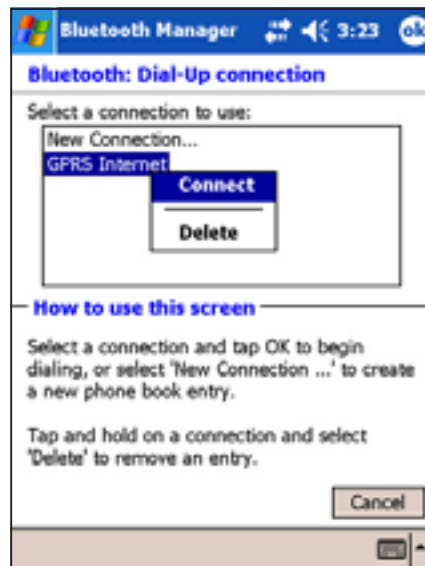 Bluetooth Manager 3:23 ok
Bluetooth: Dial-Up connection
Select a connection to use:
New Connection...
GPRS Internet
Connect
Delete
How to use this screen
Select a connection and tap OK to begin
dialing, or select 'New Connection ...' to create
a new phone book entry.
Tap and hold on a connection and select
'Delete' to remove an entry.
Cancel